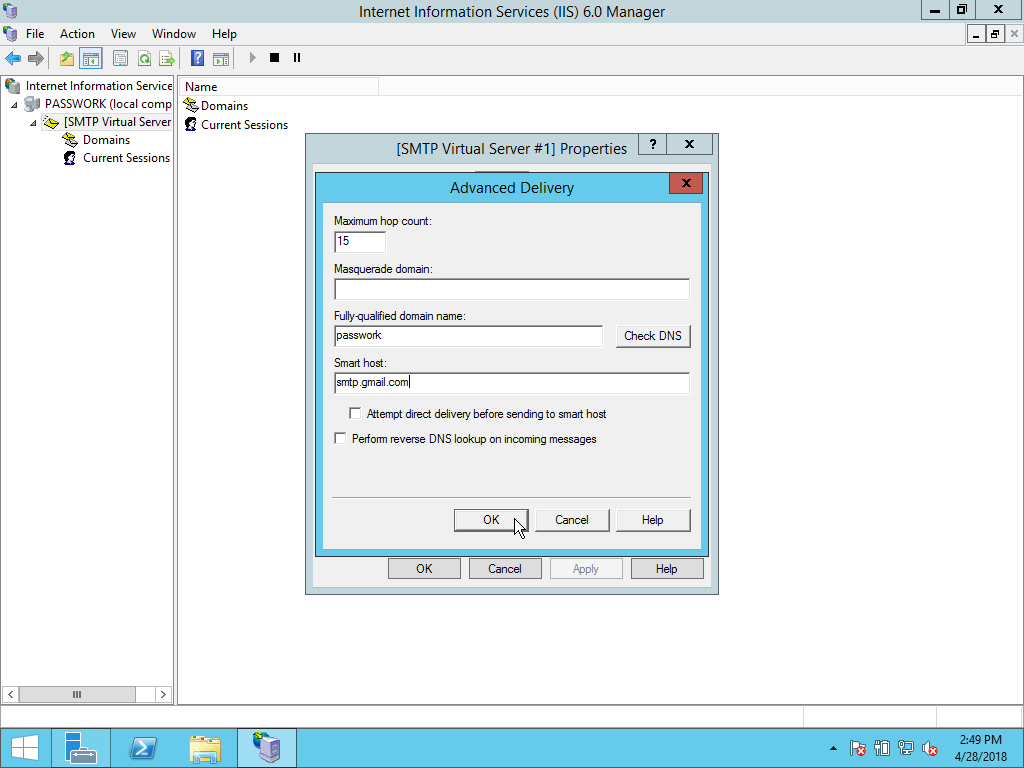 Internet Information Services (IIS) 6.0 Manager
File Action View Window Help
Internet Information Service
PASSWORK (local comp
[SMTP Virtual Server
Domains
Current Sessions
Name
Domains
Current Sessions
[SMTP Virtual Server #1] Properties
Advanced Delivery
Maximum hop count:
15
Masquerade domain:
Fully-qualified domain name:
passwork
Check DNS
Smart host:
smtp.gmail.com
Attempt direct delivery before sending to smart host
Perform reverse DNS lookup on incoming messages
OK Cancel Help
OK Cancel Apply Help
2:49 PM
4/28/2018